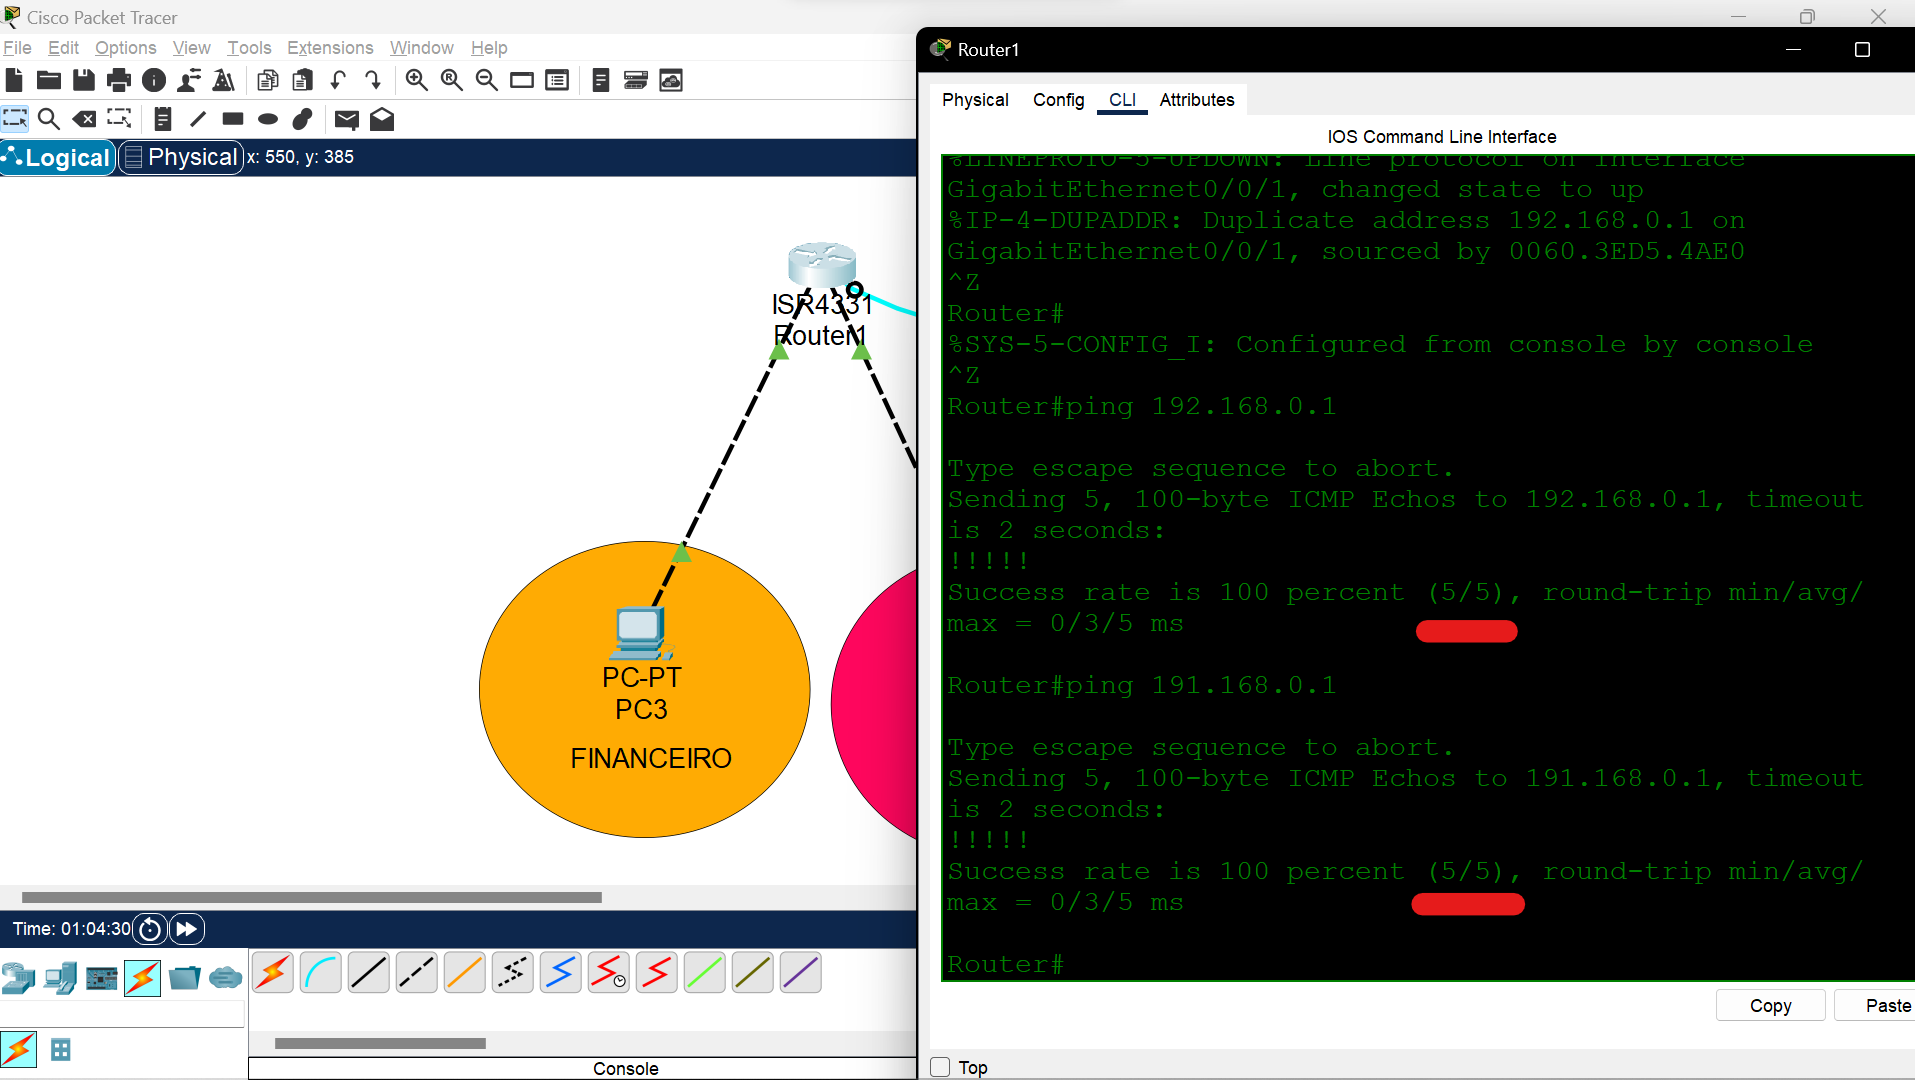 Cisco Packet Tracer
File Edit Options View Tools Extensions Window Help
Logical Physical x: 550, y: 385
ISR4331
Router1
PC-PT
PC3
FINANCEIRO
Time: 01:04:30
Console
Router1
Physical Config CLI Attributes
IOS Command Line Interface
%LINEPROTO-5-UPDOWN: Line protocol on Interface
GigabitEthernet0/0/1, changed state to up
%IP-4-DUPADDR: Duplicate address 192.168.0.1 on
GigabitEthernet0/0/1, sourced by 0060.3ED5.4AE0
^Z
Router#
%SYS-5-CONFIG_I: Configured from console by console
^Z
Router#ping 192.168.0.1
Type escape sequence to abort.
Sending 5, 100-byte ICMP Echos to 192.168.0.1, timeout
is 2 seconds:
!!!!!
Success rate is 100 percent (5/5), round-trip min/avg/
max = 0/3/5 ms
Router#ping 191.168.0.1
Type escape sequence to abort.
Sending 5, 100-byte ICMP Echos to 191.168.0.1, timeout
is 2 seconds:
!!!!!
Success rate is 100 percent (5/5), round-trip min/avg/
max = 0/3/5 ms
Router#
Copy Paste
Top